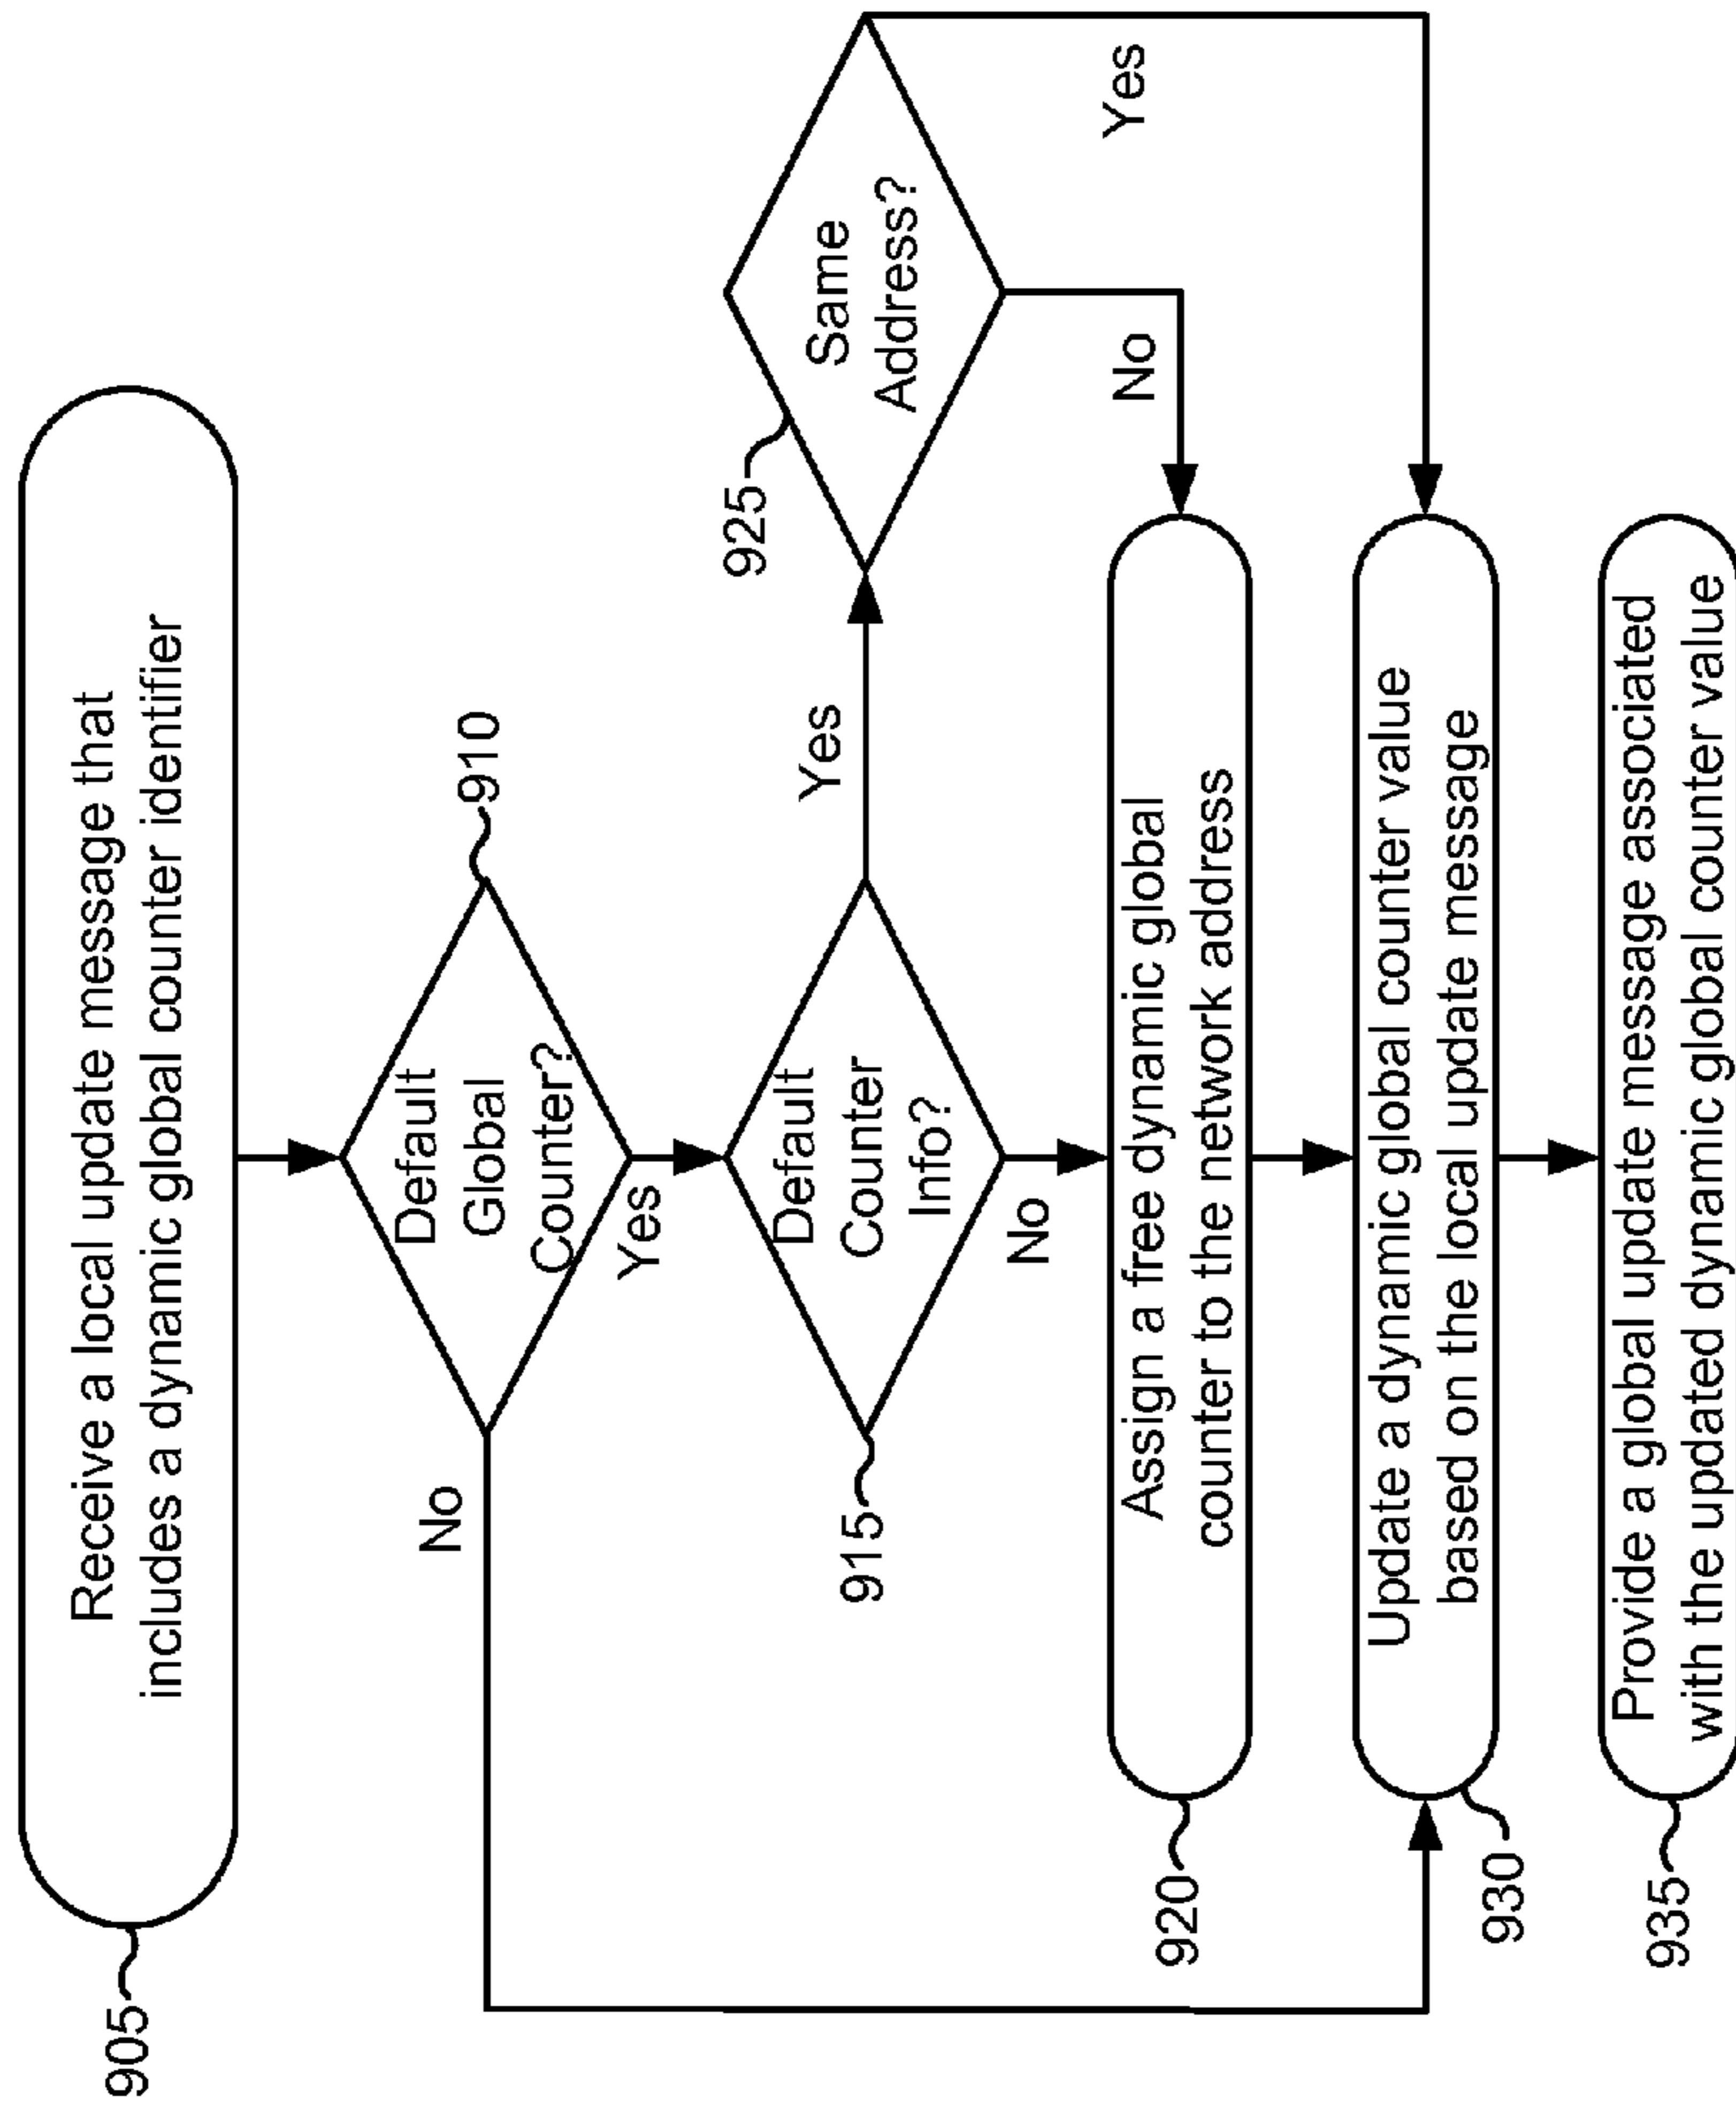 905
Receive a local update message that
includes a dynamic global counter identifier
910
Default
Global
Counter?
No
Yes
915
Default
Counter
Info?
Yes
No
925
Same
Address?
No
Yes
920
Assign a free dynamic global
counter to the network address
930
Update a dynamic global counter value
based on the local update message
935
Provide a global update message associated
with the updated dynamic global counter value